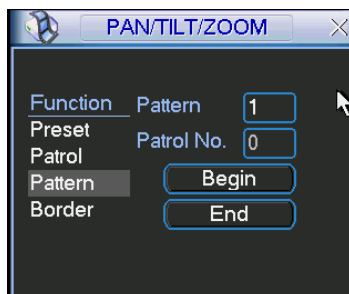 PAN/TILT/ZOOM
Function
Preset
Patrol
Pattern
Border
Pattern 1
Patrol No. 0
Begin
End